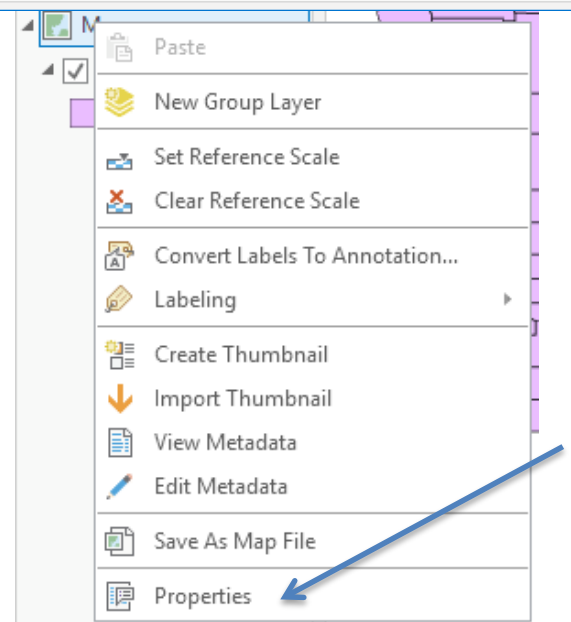 Paste
New Group Layer
Set Reference Scale
Clear Reference Scale
Convert Labels To Annotation...
Labeling
Create Thumbnail
Import Thumbnail
View Metadata
Edit Metadata
Save As Map File
Properties